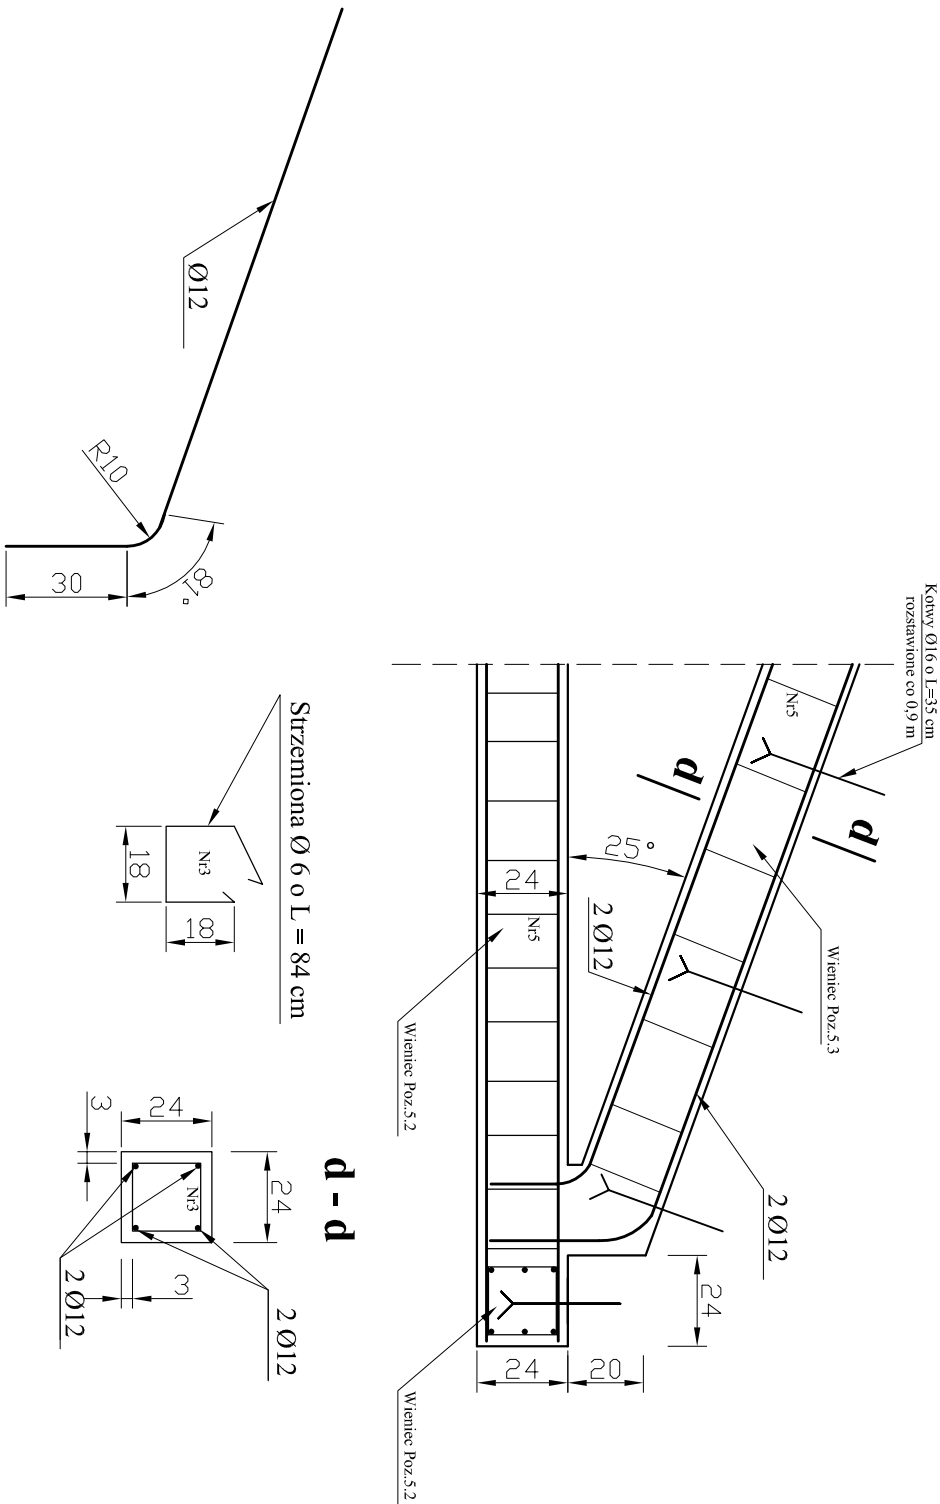 Kotwy Ø16 o L=35 cm
rozstawione co 0,9 m
Nr5
d
d
25°
Wieniec Poz.5.3
2 Ø12
2 Ø12
24
Nr5
Wieniec Poz.5.2
24
24
20
Wieniec Poz.5.2
Ø12
R10
81°
30
Strzemiona Ø 6 o L = 84 cm
Nr3
18
18
d - d
24
24
3
3
Nr3
2 Ø12
2 Ø12